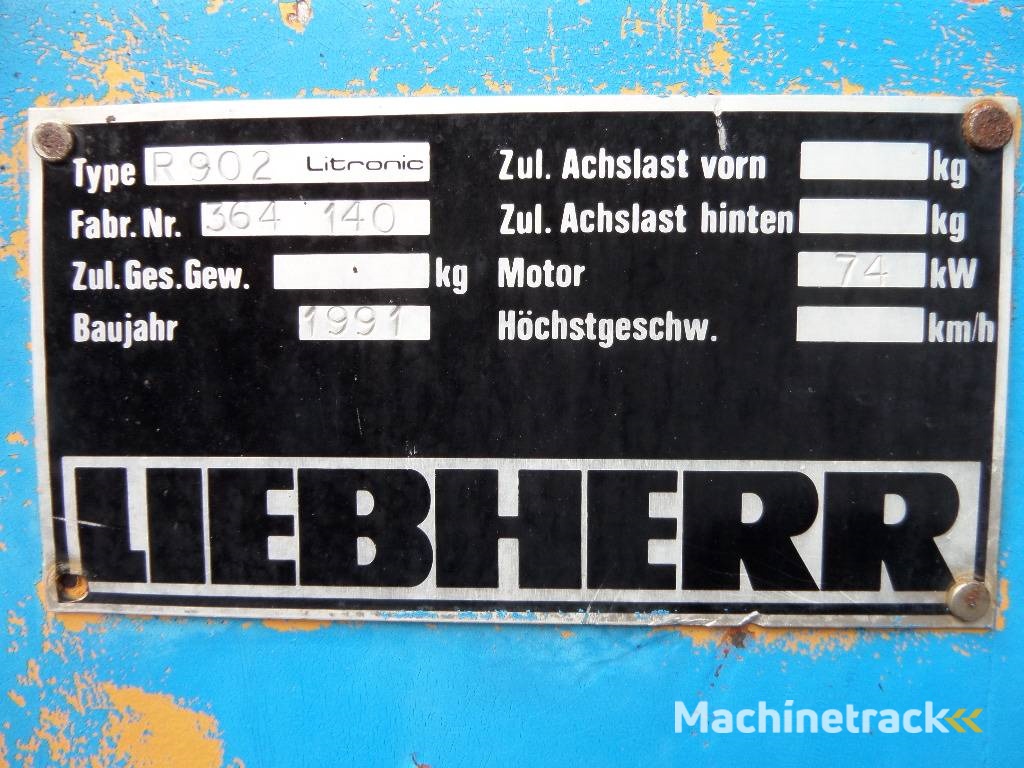 Type R 902 Litronic
Fabr. Nr. 364 140
Zul. Ges. Gew. kg
Baujahr 1991
Zul. Achslast vorn kg
Zul. Achslast hinten kg
Motor 74 kW
Höchstgeschw. km/h
LIEBHERR
Machinetrack